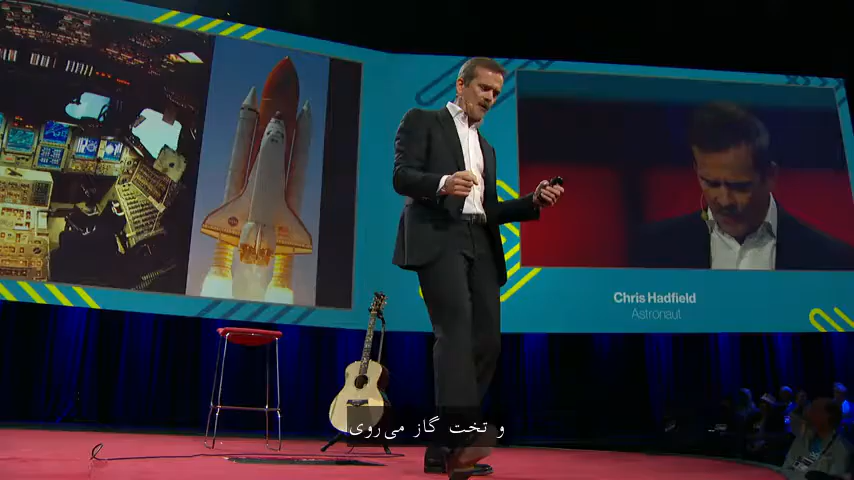 Chris Hadfield
Astronaut
و تخت گاز می‌روی